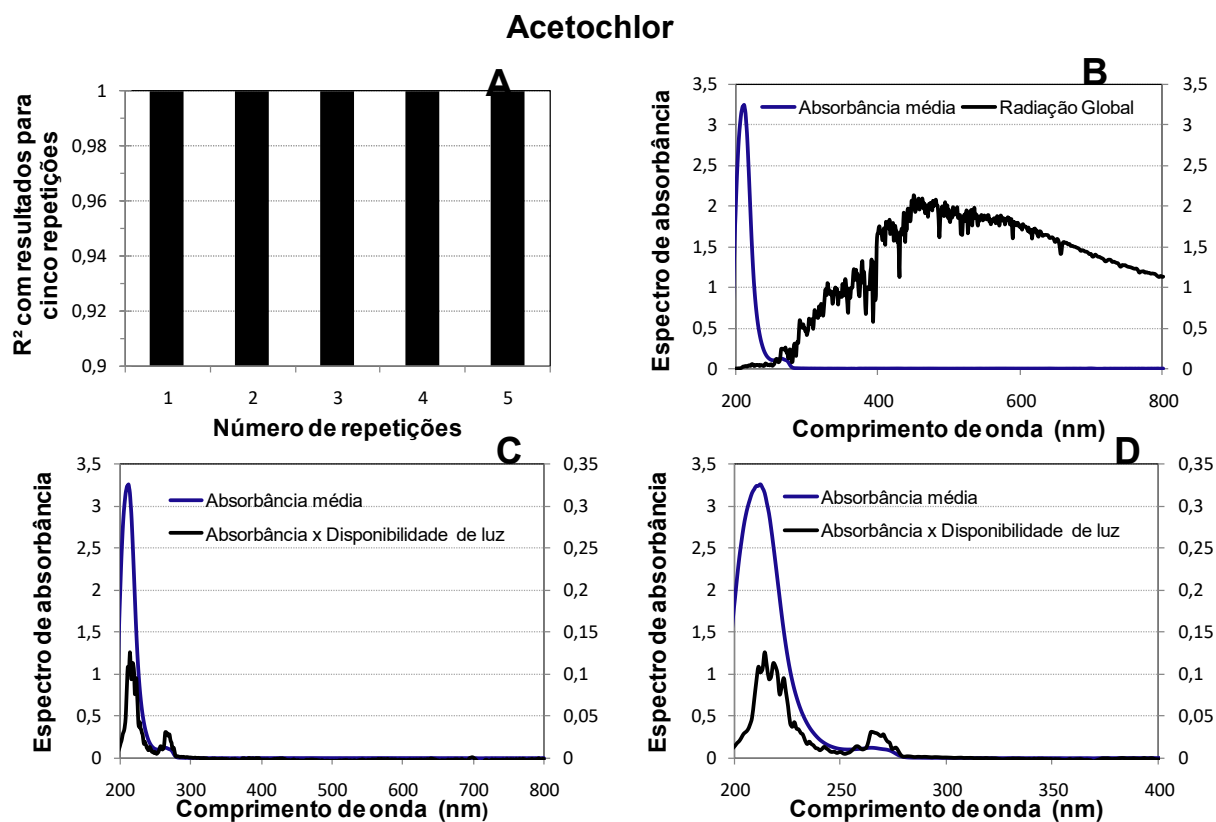 Acetochlor
A
R² com resultados para
cinco repetições
1
0,98
0,96
0,94
0,92
0,9
1 2 3 4 5
Número de repetições
B
Espectro de absorbância
3,5
3
2,5
2
1,5
1
0,5
0
Absorbância média Radiação Global
3,5
3
2,5
2
1,5
1
0,5
0
200 400 600 800
Comprimento de onda (nm)
C
Espectro de absorbância
3,5
3
2,5
2
1,5
1
0,5
0
Absorbância média
Absorbância x Disponibilidade de luz
0,35
0,3
0,25
0,2
0,15
0,1
0,05
0
200 300 400 500 600 700 800
Comprimento de onda (nm)
D
Espectro de absorbância
3,5
3
2,5
2
1,5
1
0,5
0
Absorbância média
Absorbância x Disponibilidade de luz
0,35
0,3
0,25
0,2
0,15
0,1
0,05
0
200 250 300 350 400
Comprimento de onda (nm)